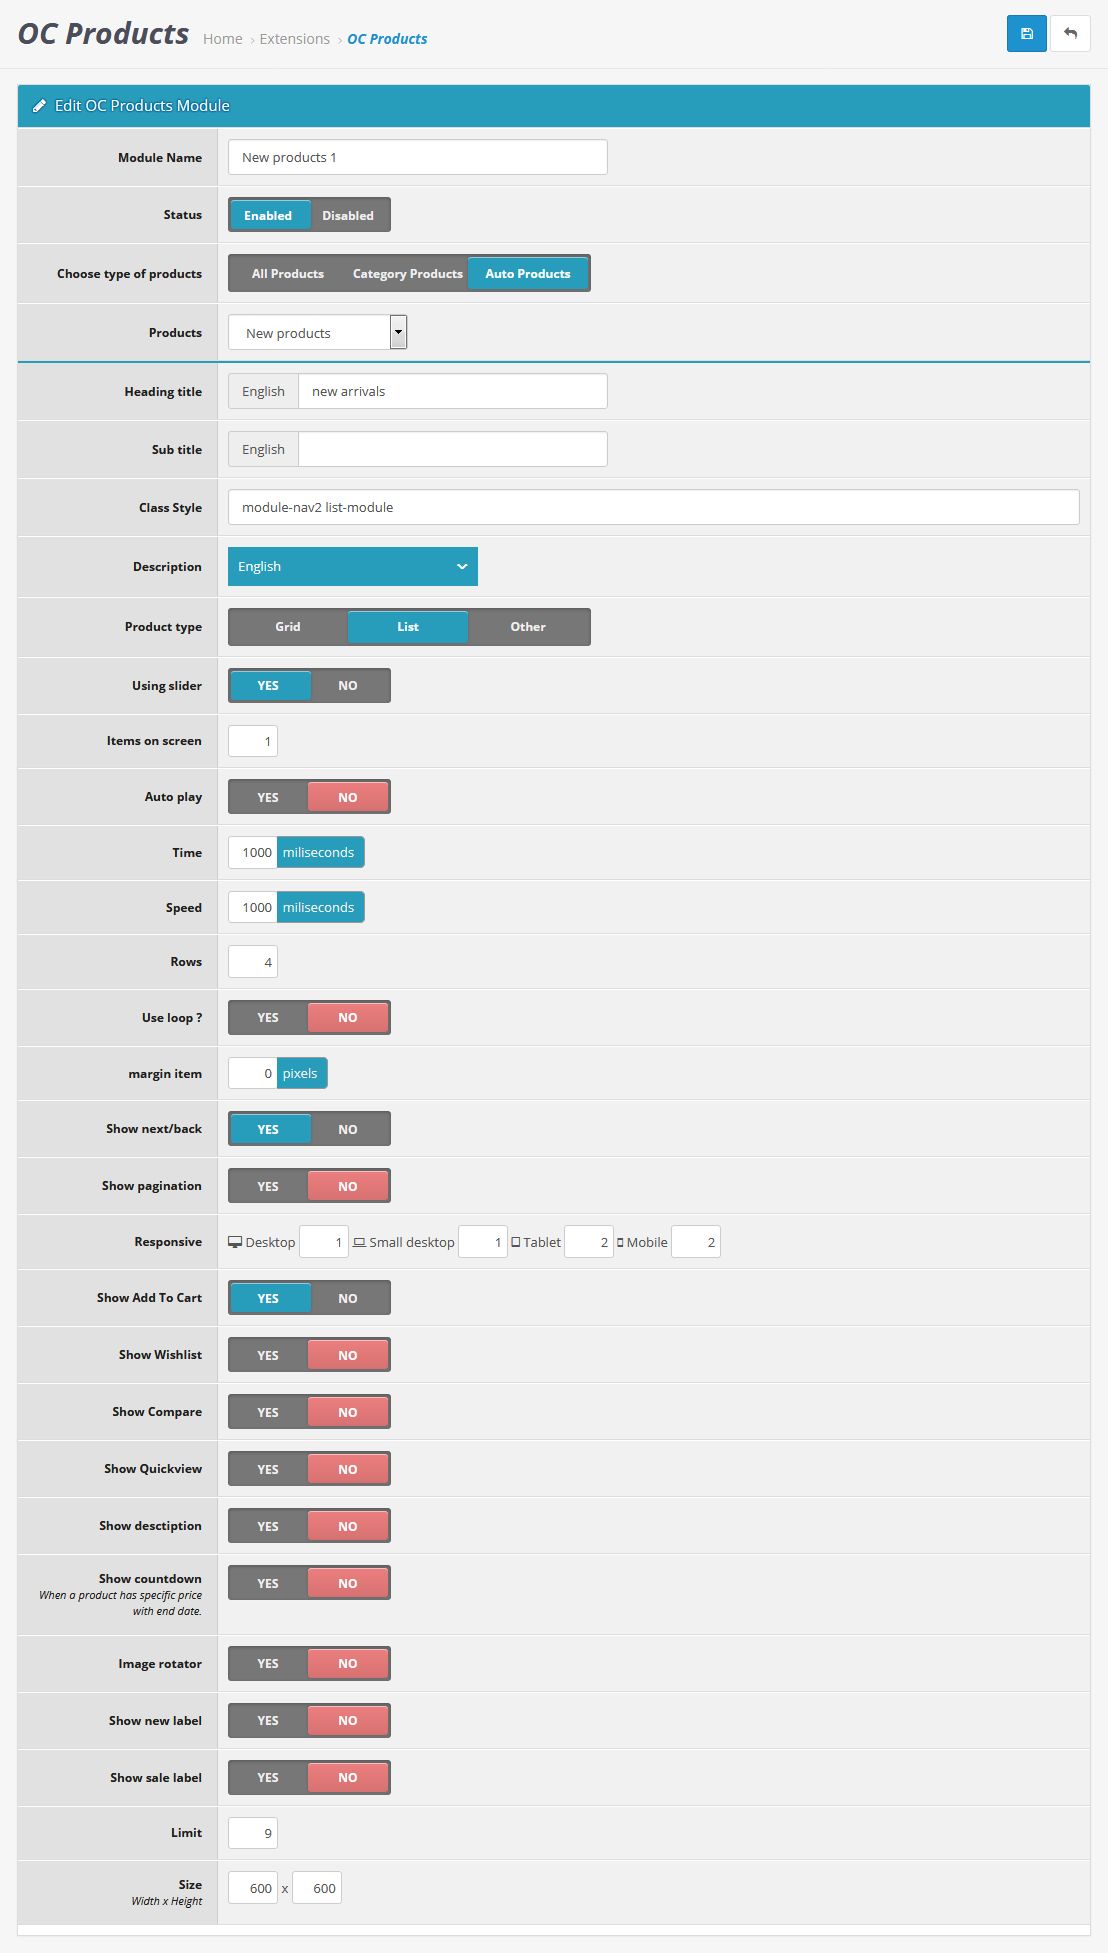 OC Products Home › Extensions › OC Products
Edit OC Products Module
Module Name New products 1
Status Enabled Disabled
Choose type of products All Products Category Products Auto Products
Products New products
Heading title English new arrivals
Sub title English
Class Style module-nav2 list-module
Description English
Product type Grid List Other
Using slider YES NO
Items on screen 1
Auto play YES NO
Time 1000 miliseconds
Speed 1000 miliseconds
Rows 4
Use loop ? YES NO
margin item 0 pixels
Show next/back YES NO
Show pagination YES NO
Responsive Desktop 1 Small desktop 1 Tablet 2 Mobile 2
Show Add To Cart YES NO
Show Wishlist YES NO
Show Compare YES NO
Show Quickview YES NO
Show desctiption YES NO
Show countdown YES NO
When a product has specific price
with end date.
Image rotator YES NO
Show new label YES NO
Show sale label YES NO
Limit 9
Size 600 x 600
Width x Height